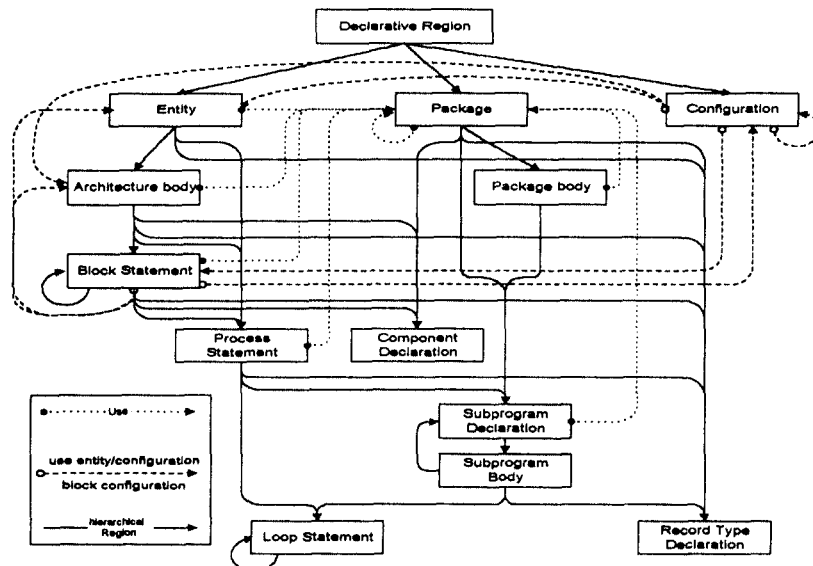 Declarative Region
Entity
Package
Configuration
Architecture body
Package body
Block Statement
Process
Statement
Component
Declaration
Subprogram
Declaration
Subprogram
Body
Loop Statement
Record Type
Declaration
Use
use entity/configuration
block configuration
hierarchical
Region